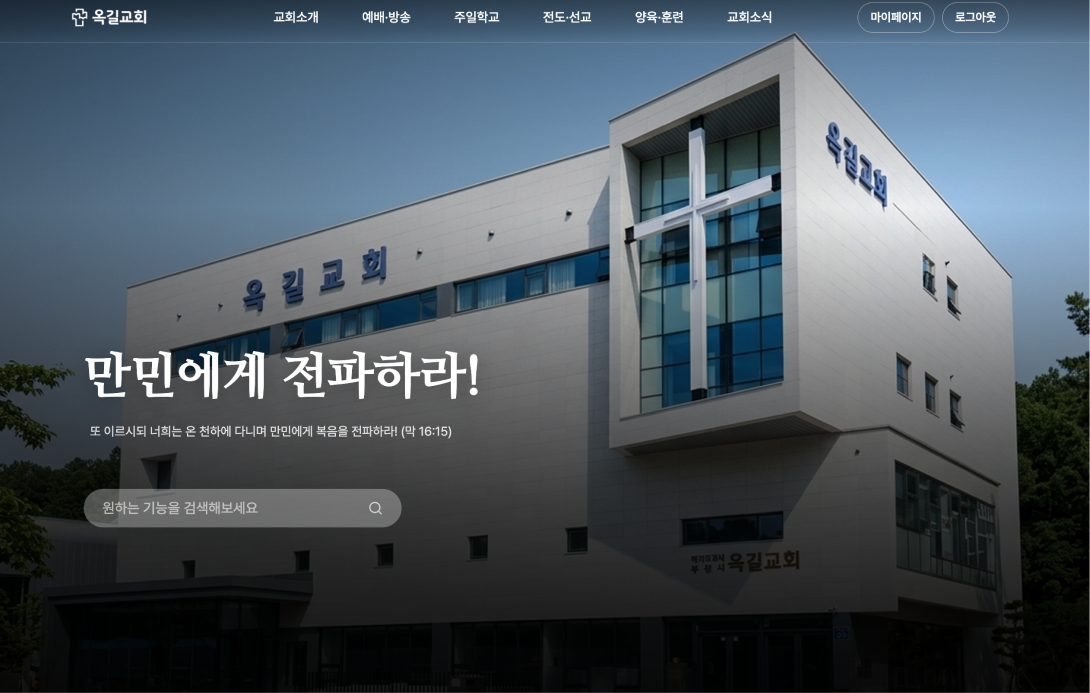 옥길교회
교회소개
예배·방송
주일학교
전도·선교
양육·훈련
교회소식
마이페이지
로그아웃
옥길교회
옥길교회
만민에게 전파하라!
또 이르시되 너희는 온 천하에 다니며 만민에게 복음을 전파하라! (막 16:15)
원하는 기능을 검색해보세요
옥길교회